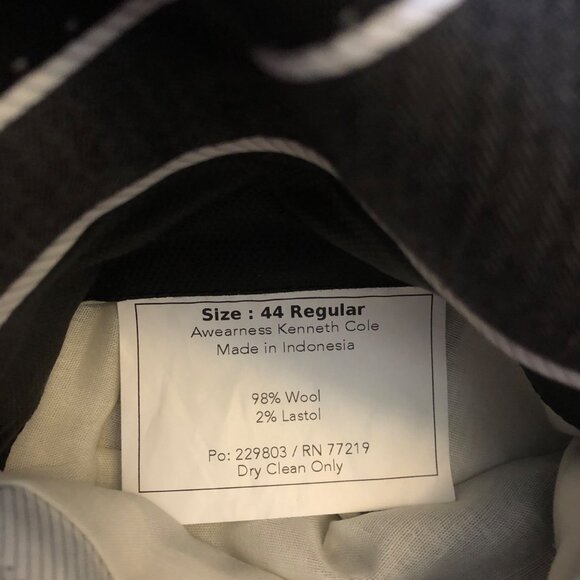 Size : 44 Regular
Awearness Kenneth Cole
Made in Indonesia
98% Wool
2% Lastol
Po: 229803 / RN 77219
Dry Clean Only